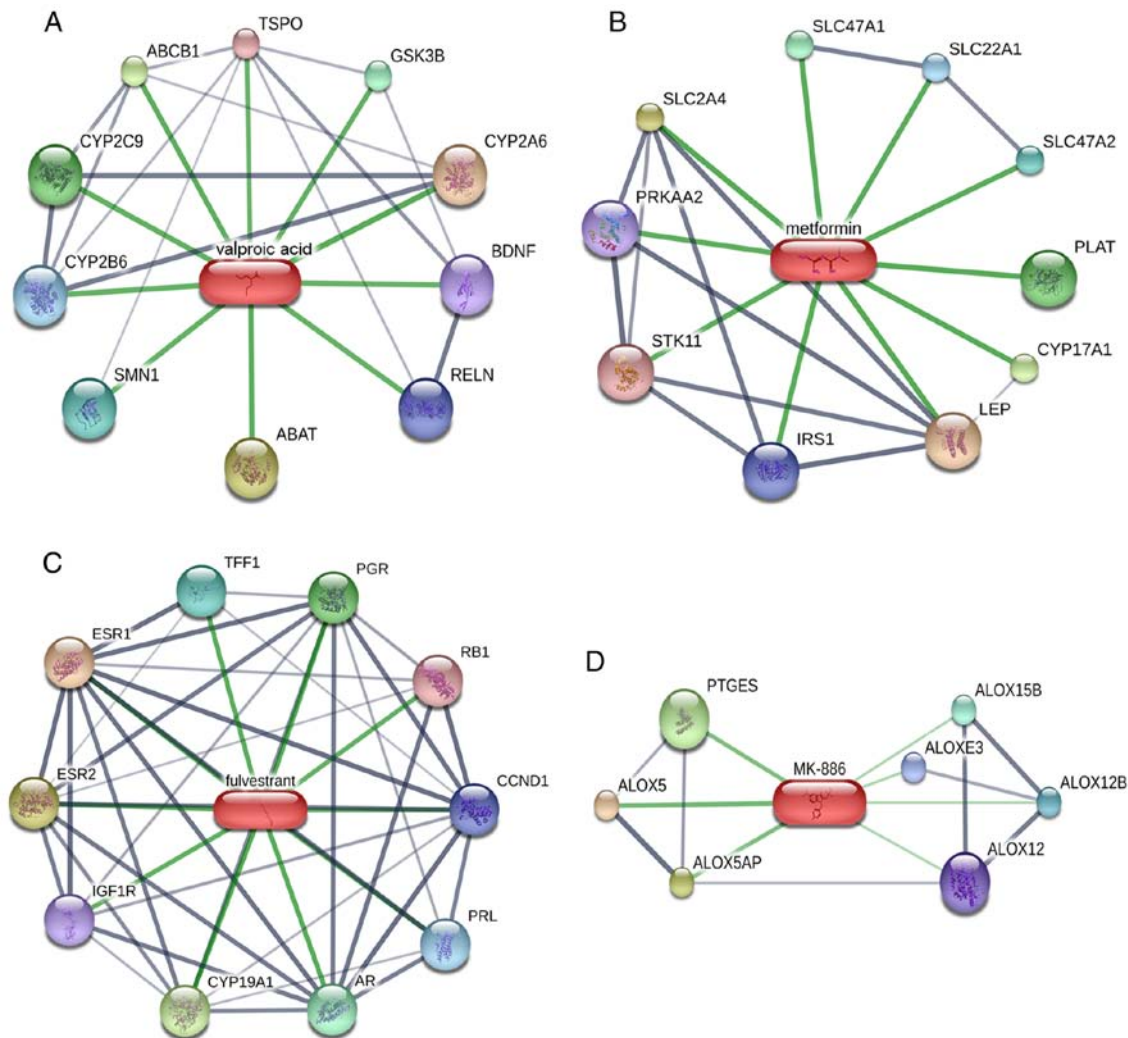 A
TSPO
ABCB1
GSK3B
CYP2C9
CYP2A6
valproic acid
CYP2B6
BDNF
SMN1
RELN
ABAT
B
SLC47A1
SLC22A1
SLC2A4
SLC47A2
PRKAA2
metformin
PLAT
STK11
CYP17A1
LEP
IRS1
C
TFF1
PGR
ESR1
RB1
ESR2
fulvestrant
CCND1
IGF1R
PRL
CYP19A1
AR
D
PTGES
ALOX15B
ALOXE3
MK-886
ALOX5
ALOX12B
ALOX5AP
ALOX12